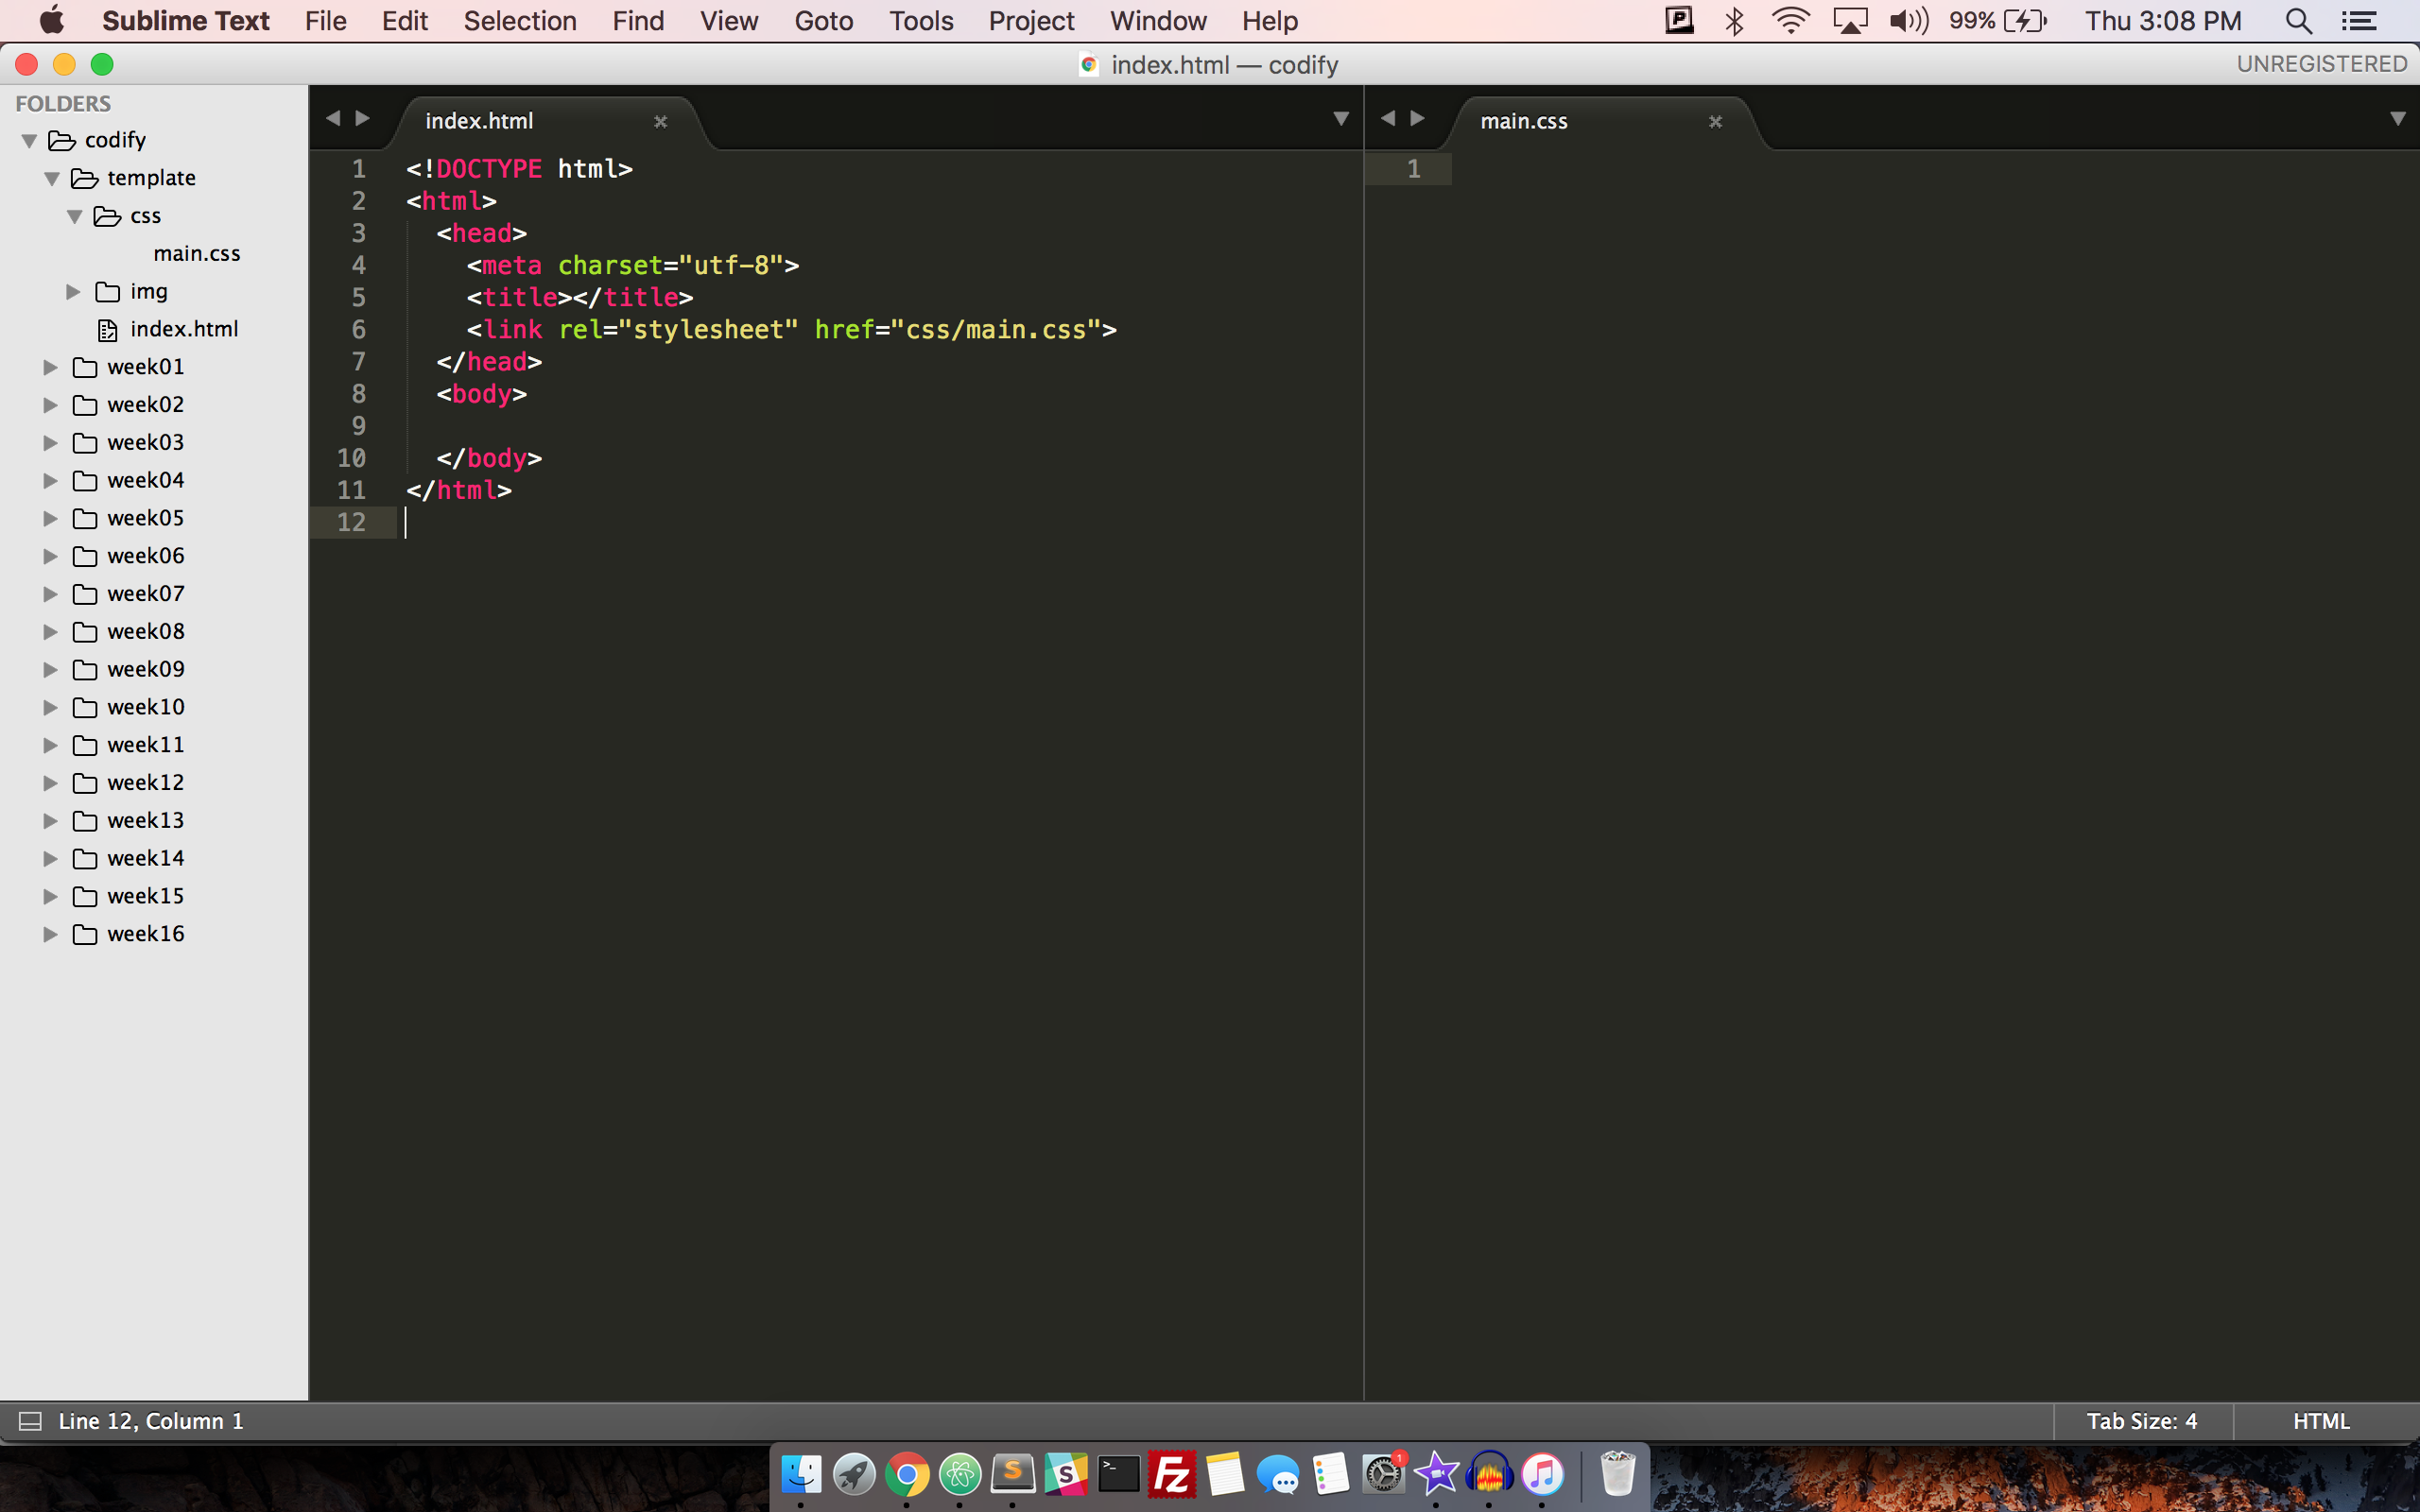 Sublime Text File Edit Selection Find View Goto Tools Project Window Help 99% Thu 3:08 PM
index.html — codify UNREGISTERED
FOLDERS
codify
template
css
main.css
img
index.html
week01
week02
week03
week04
week05
week06
week07
week08
week09
week10
week11
week12
week13
week14
week15
week16
index.html
1 <!DOCTYPE html>
2 <html>
3 <head>
4 <meta charset="utf-8">
5 <title></title>
6 <link rel="stylesheet" href="css/main.css">
7 </head>
8 <body>
9
10 </body>
11 </html>
12
main.css
1
Line 12, Column 1 Tab Size: 4 HTML